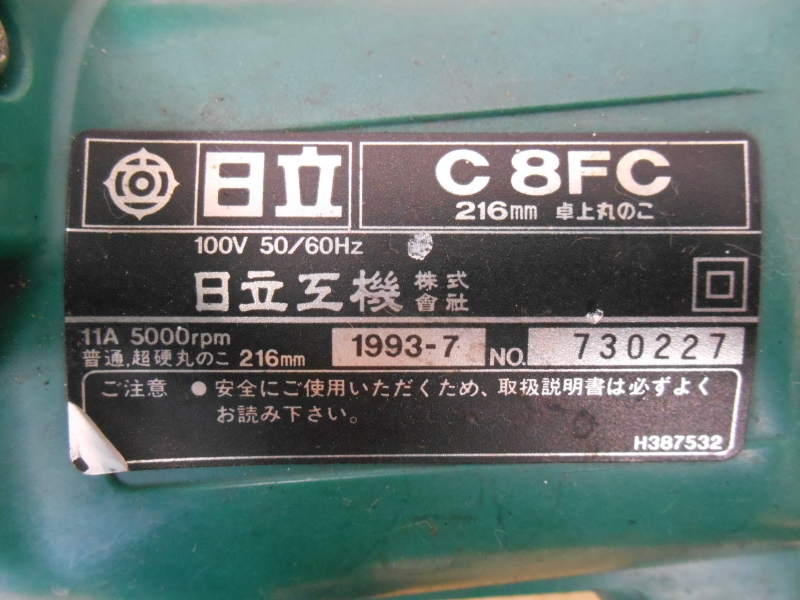 日立
C 8FC
216mm 卓上丸のこ
100V 50/60Hz
日立工機 株式會社
11A 5000rpm
普通,超硬丸のこ 216mm
1993-7
NO. 730227
ご注意 ● 安全にご使用いただくため、取扱説明書は必ずよく
お読み下さい。
H387532